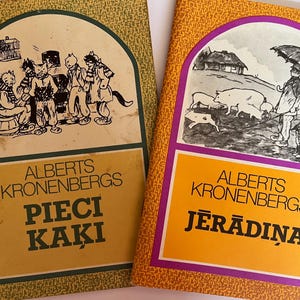 ALBERTS
KRONENBERGS
PIECI
KAĶI
ALBERTS
KRONENBERGS
JĒRĀDIŅA